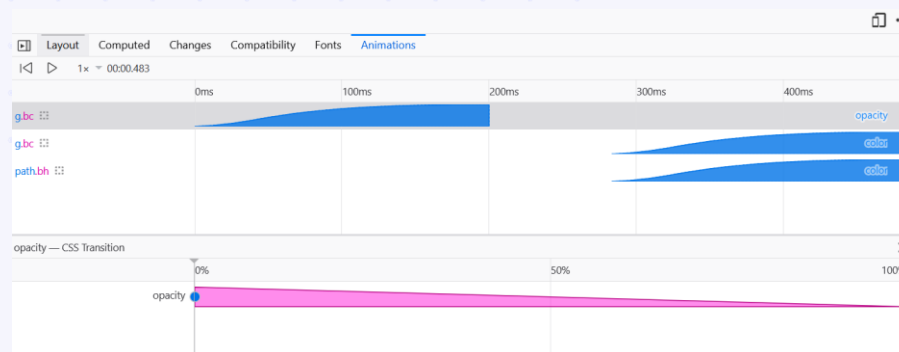 Layout Computed Changes Compatibility Fonts Animations
1× 00:00.483
0ms 100ms 200ms 300ms 400ms
g.bc opacity
g.bc color
path.bh color
opacity — CSS Transition
0% 50% 100%
opacity